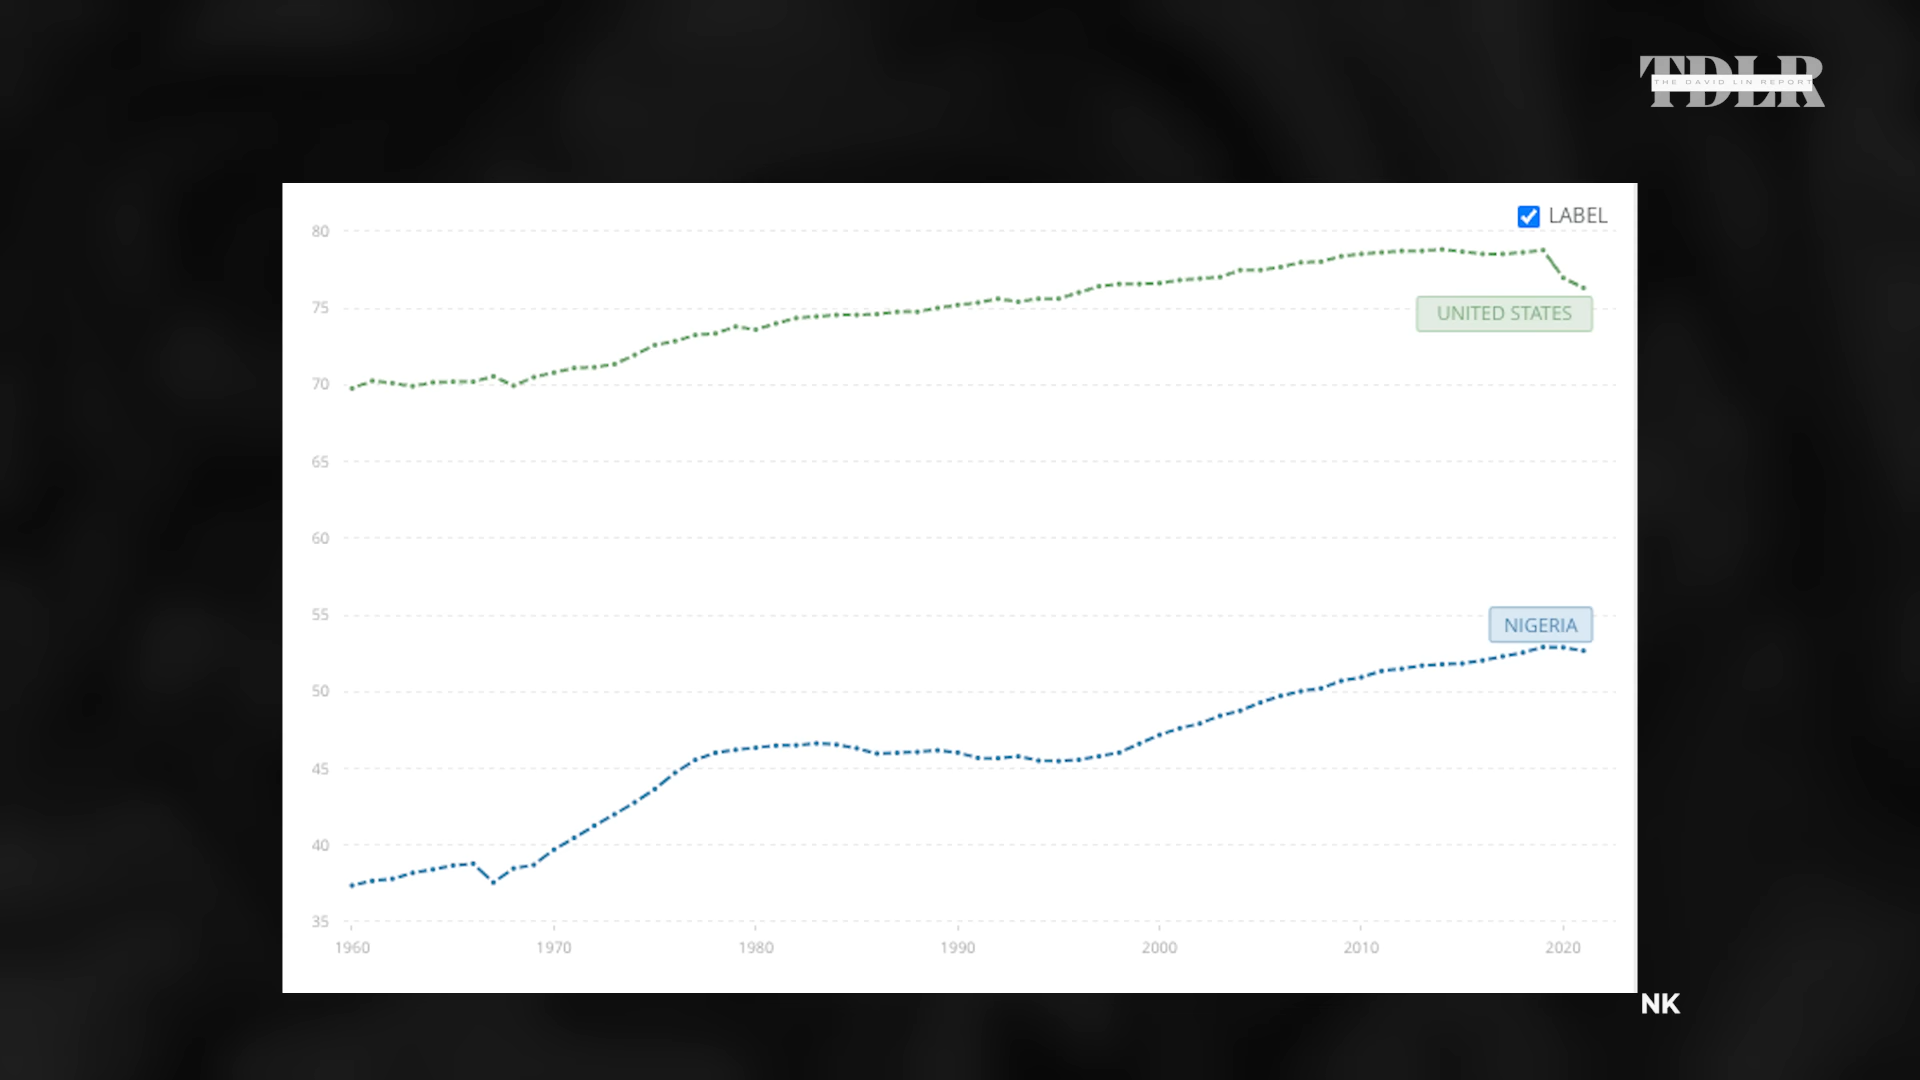 TDLR
THE DAVID LIN REPORT
LABEL
80
75
UNITED STATES
70
65
60
55
NIGERIA
50
45
40
35
1960 1970 1980 1990 2000 2010 2020
NK